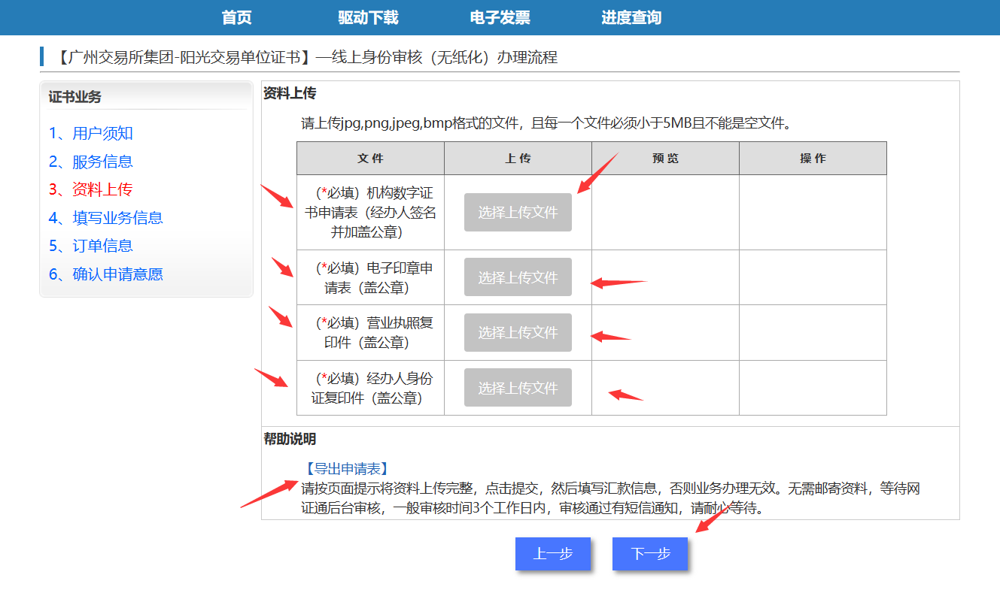 首页 驱动下载 电子发票 进度查询
【广州交易所集团-阳光交易单位证书】—线上身份审核（无纸化）办理流程
证书业务
1、用户须知
2、服务信息
3、资料上传
4、填写业务信息
5、订单信息
6、确认申请意愿
资料上传
请上传jpg,png,jpeg,bmp格式的文件，且每一个文件必须小于5MB且不能是空文件。
文 件 上 传 预 览 操 作
（*必填）机构数字证
书申请表（经办人签名
并加盖公章）
选择上传文件
（*必填）电子印章申
请表（盖公章）
选择上传文件
（*必填）营业执照复
印件（盖公章）
选择上传文件
（*必填）经办人身份
证复印件（盖公章）
选择上传文件
帮助说明
【导出申请表】
请按页面提示将资料上传完整，点击提交，然后填写汇款信息，否则业务办理无效。无需邮寄资料，等待网
证通后台审核，一般审核时间3个工作日内，审核通过有短信通知，请耐心等待。
上一步 下一步